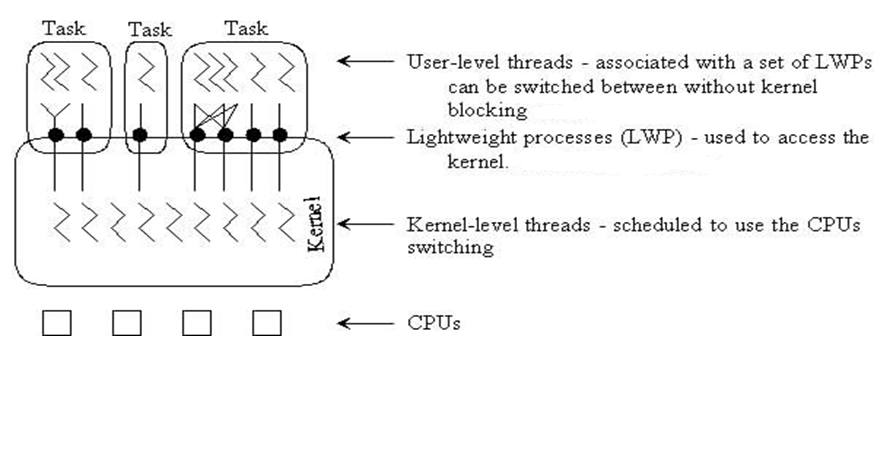 Task Task Task
User-level threads - associated with a set of LWPs
can be switched between without kernel
blocking
Lightweight processes (LWP) - used to access the
kernel.
Kernel
Kernel-level threads - scheduled to use the CPUs
switching
CPUs